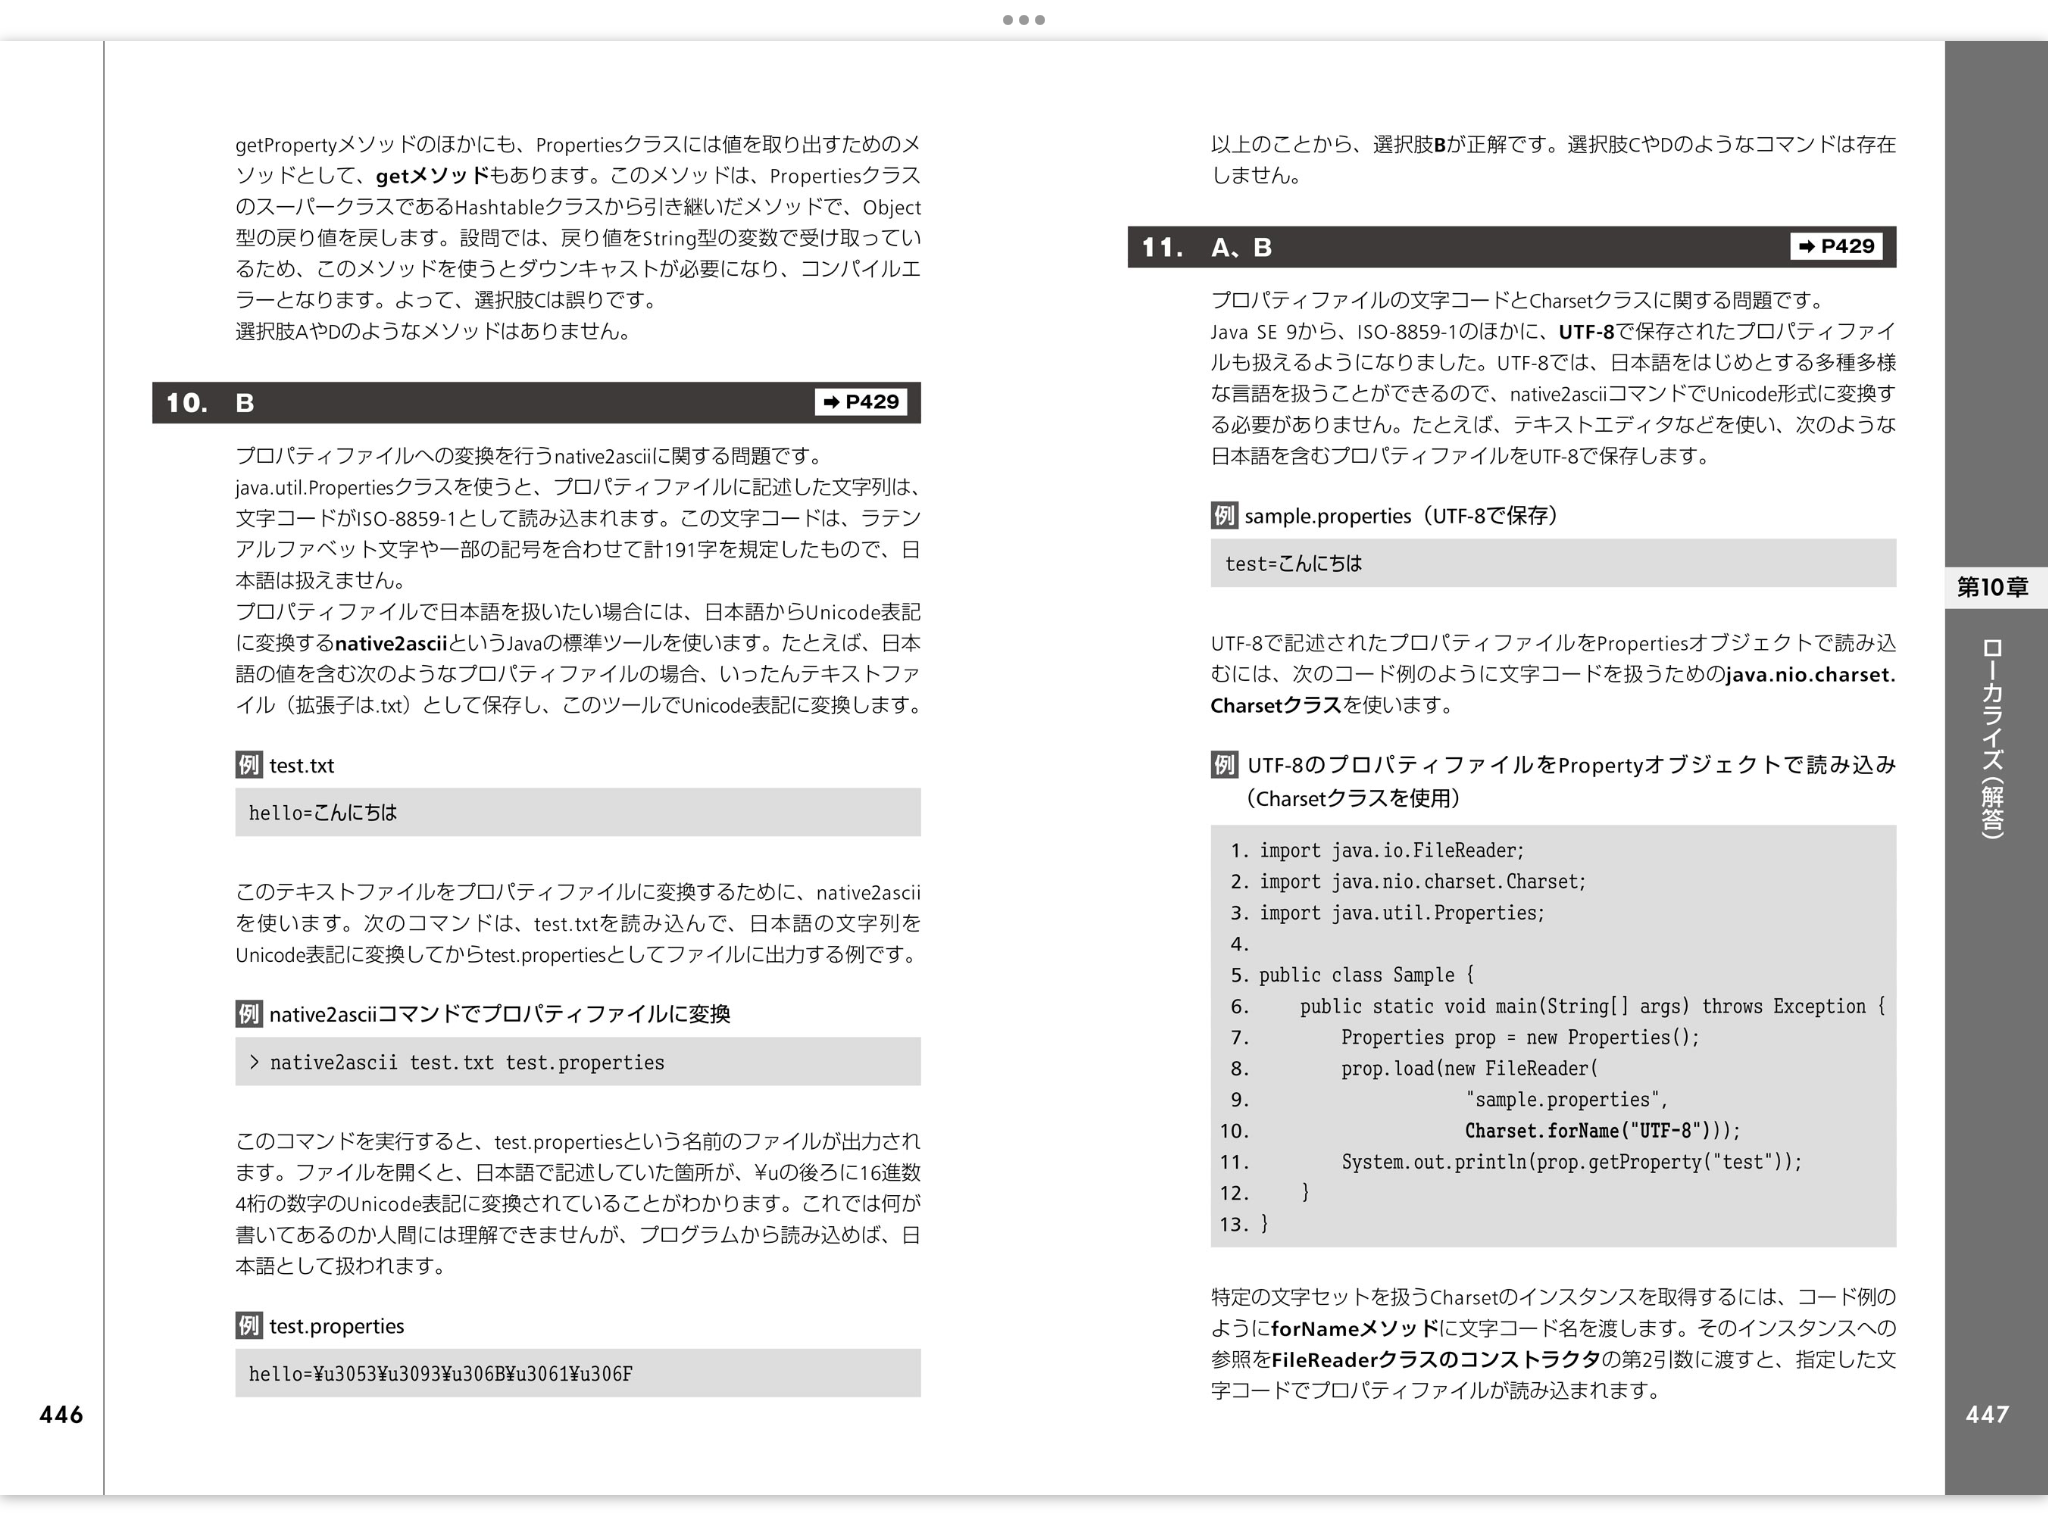 getPropertyメソッドのほかにも、Propertiesクラスには値を取り出すためのメ
ソッドとして、getメソッドもあります。このメソッドは、Propertiesクラス
のスーパークラスであるHashtableクラスから引き継いだメソッドで、Object
型の戻り値を戻します。設問では、戻り値をString型の変数で受け取ってい
るため、このメソッドを使うとダウンキャストが必要になり、コンパイルエ
ラーとなります。よって、選択肢Cは誤りです。
選択肢AやDのようなメソッドはありません。
10. B ➡ P429
プロパティファイルへの変換を行うnative2asciiに関する問題です。
java.util.Propertiesクラスを使うと、プロパティファイルに記述した文字列は、
文字コードがISO-8859-1として読み込まれます。この文字コードは、ラテン
アルファベット文字や一部の記号を合わせて計191字を規定したもので、日
本語は扱えません。
プロパティファイルで日本語を扱いたい場合には、日本語からUnicode表記
に変換するnative2asciiというJavaの標準ツールを使います。たとえば、日本
語の値を含む次のようなプロパティファイルの場合、いったんテキストファ
イル（拡張子は.txt）として保存し、このツールでUnicode表記に変換します。
例 test.txt
hello=こんにちは
このテキストファイルをプロパティファイルに変換するために、native2ascii
を使います。次のコマンドは、test.txtを読み込んで、日本語の文字列を
Unicode表記に変換してからtest.propertiesとしてファイルに出力する例です。
例 native2asciiコマンドでプロパティファイルに変換
> native2ascii test.txt test.properties
このコマンドを実行すると、test.propertiesという名前のファイルが出力され
ます。ファイルを開くと、日本語で記述していた箇所が、¥uの後ろに16進数
4桁の数字のUnicode表記に変換されていることがわかります。これでは何が
書いてあるのか人間には理解できませんが、プログラムから読み込めば、日
本語として扱われます。
例 test.properties
hello=¥u3053¥u3093¥u306B¥u3061¥u306F
446
以上のことから、選択肢Bが正解です。選択肢CやDのようなコマンドは存在
しません。
11. A、B ➡ P429
プロパティファイルの文字コードとCharsetクラスに関する問題です。
Java SE 9から、ISO-8859-1のほかに、UTF-8で保存されたプロパティファイ
ルも扱えるようになりました。UTF-8では、日本語をはじめとする多種多様
な言語を扱うことができるので、native2asciiコマンドでUnicode形式に変換す
る必要がありません。たとえば、テキストエディタなどを使い、次のような
日本語を含むプロパティファイルをUTF-8で保存します。
例 sample.properties（UTF-8で保存）
test=こんにちは
UTF-8で記述されたプロパティファイルをPropertiesオブジェクトで読み込
むには、次のコード例のように文字コードを扱うためのjava.nio.charset.
Charsetクラスを使います。
例 UTF-8のプロパティファイルをPropertyオブジェクトで読み込み
（Charsetクラスを使用）
1. import java.io.FileReader;
2. import java.nio.charset.Charset;
3. import java.util.Properties;
4.
5. public class Sample {
6.     public static void main(String[] args) throws Exception {
7.         Properties prop = new Properties();
8.         prop.load(new FileReader(
9.                     "sample.properties",
10.                     Charset.forName("UTF-8")));
11.         System.out.println(prop.getProperty("test"));
12.     }
13. }
特定の文字セットを扱うCharsetのインスタンスを取得するには、コード例の
ようにforNameメソッドに文字コード名を渡します。そのインスタンスへの
参照をFileReaderクラスのコンストラクタの第2引数に渡すと、指定した文
字コードでプロパティファイルが読み込まれます。
第10章
ローカライズ（解答）
447